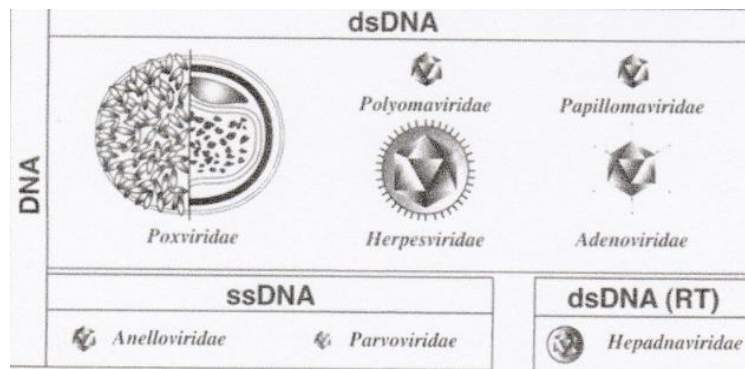 dsDNA
DNA
Polyomaviridae
Papillomaviridae
Poxviridae
Herpesviridae
Adenoviridae
ssDNA
dsDNA (RT)
Anelloviridae
Parvoviridae
Hepadnaviridae